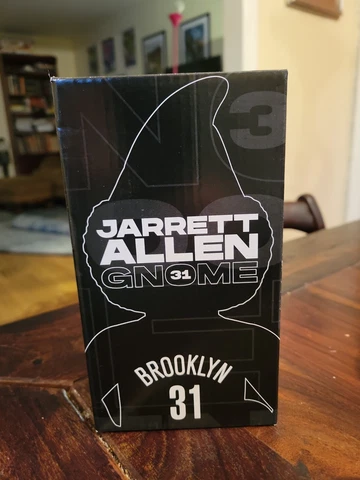 JARRETT
ALLEN
GNOME
31
BROOKLYN
31